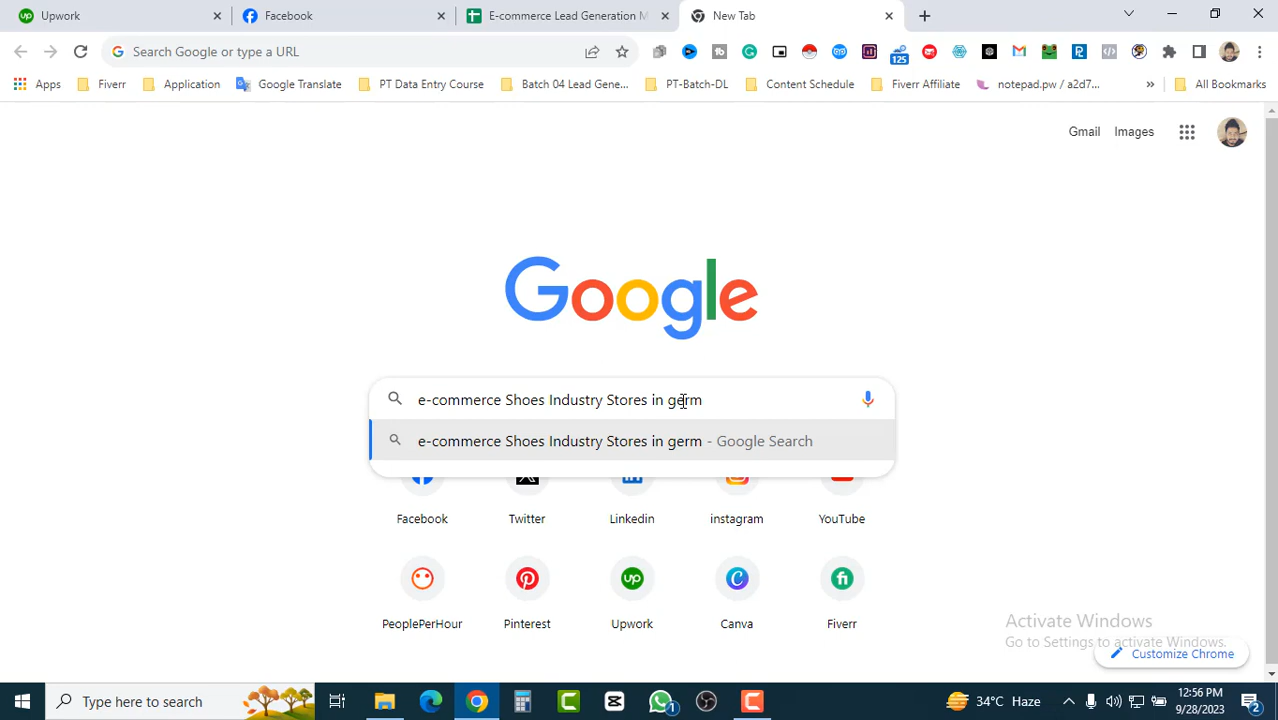 Upwork
Facebook
E-commerce Lead Generation M
New Tab
Search Google or type a URL
125
Apps
Fiverr
Application
Google Translate
PT Data Entry Course
Batch 04 Lead Gene...
PT-Batch-DL
Content Schedule
Fiverr Affiliate
notepad.pw / a2d7...
»
All Bookmarks
Gmail
Images
Google
e-commerce Shoes Industry Stores in germ
e-commerce Shoes Industry Stores in germ - Google Search
Facebook
Twitter
Linkedin
instagram
YouTube
PeoplePerHour
Pinterest
Upwork
Canva
Fiverr
Activate Windows
Go to Settings to activate Windows.
Customize Chrome
Type here to search
1
34°C Haze
12:56 PM
9/28/2023
2